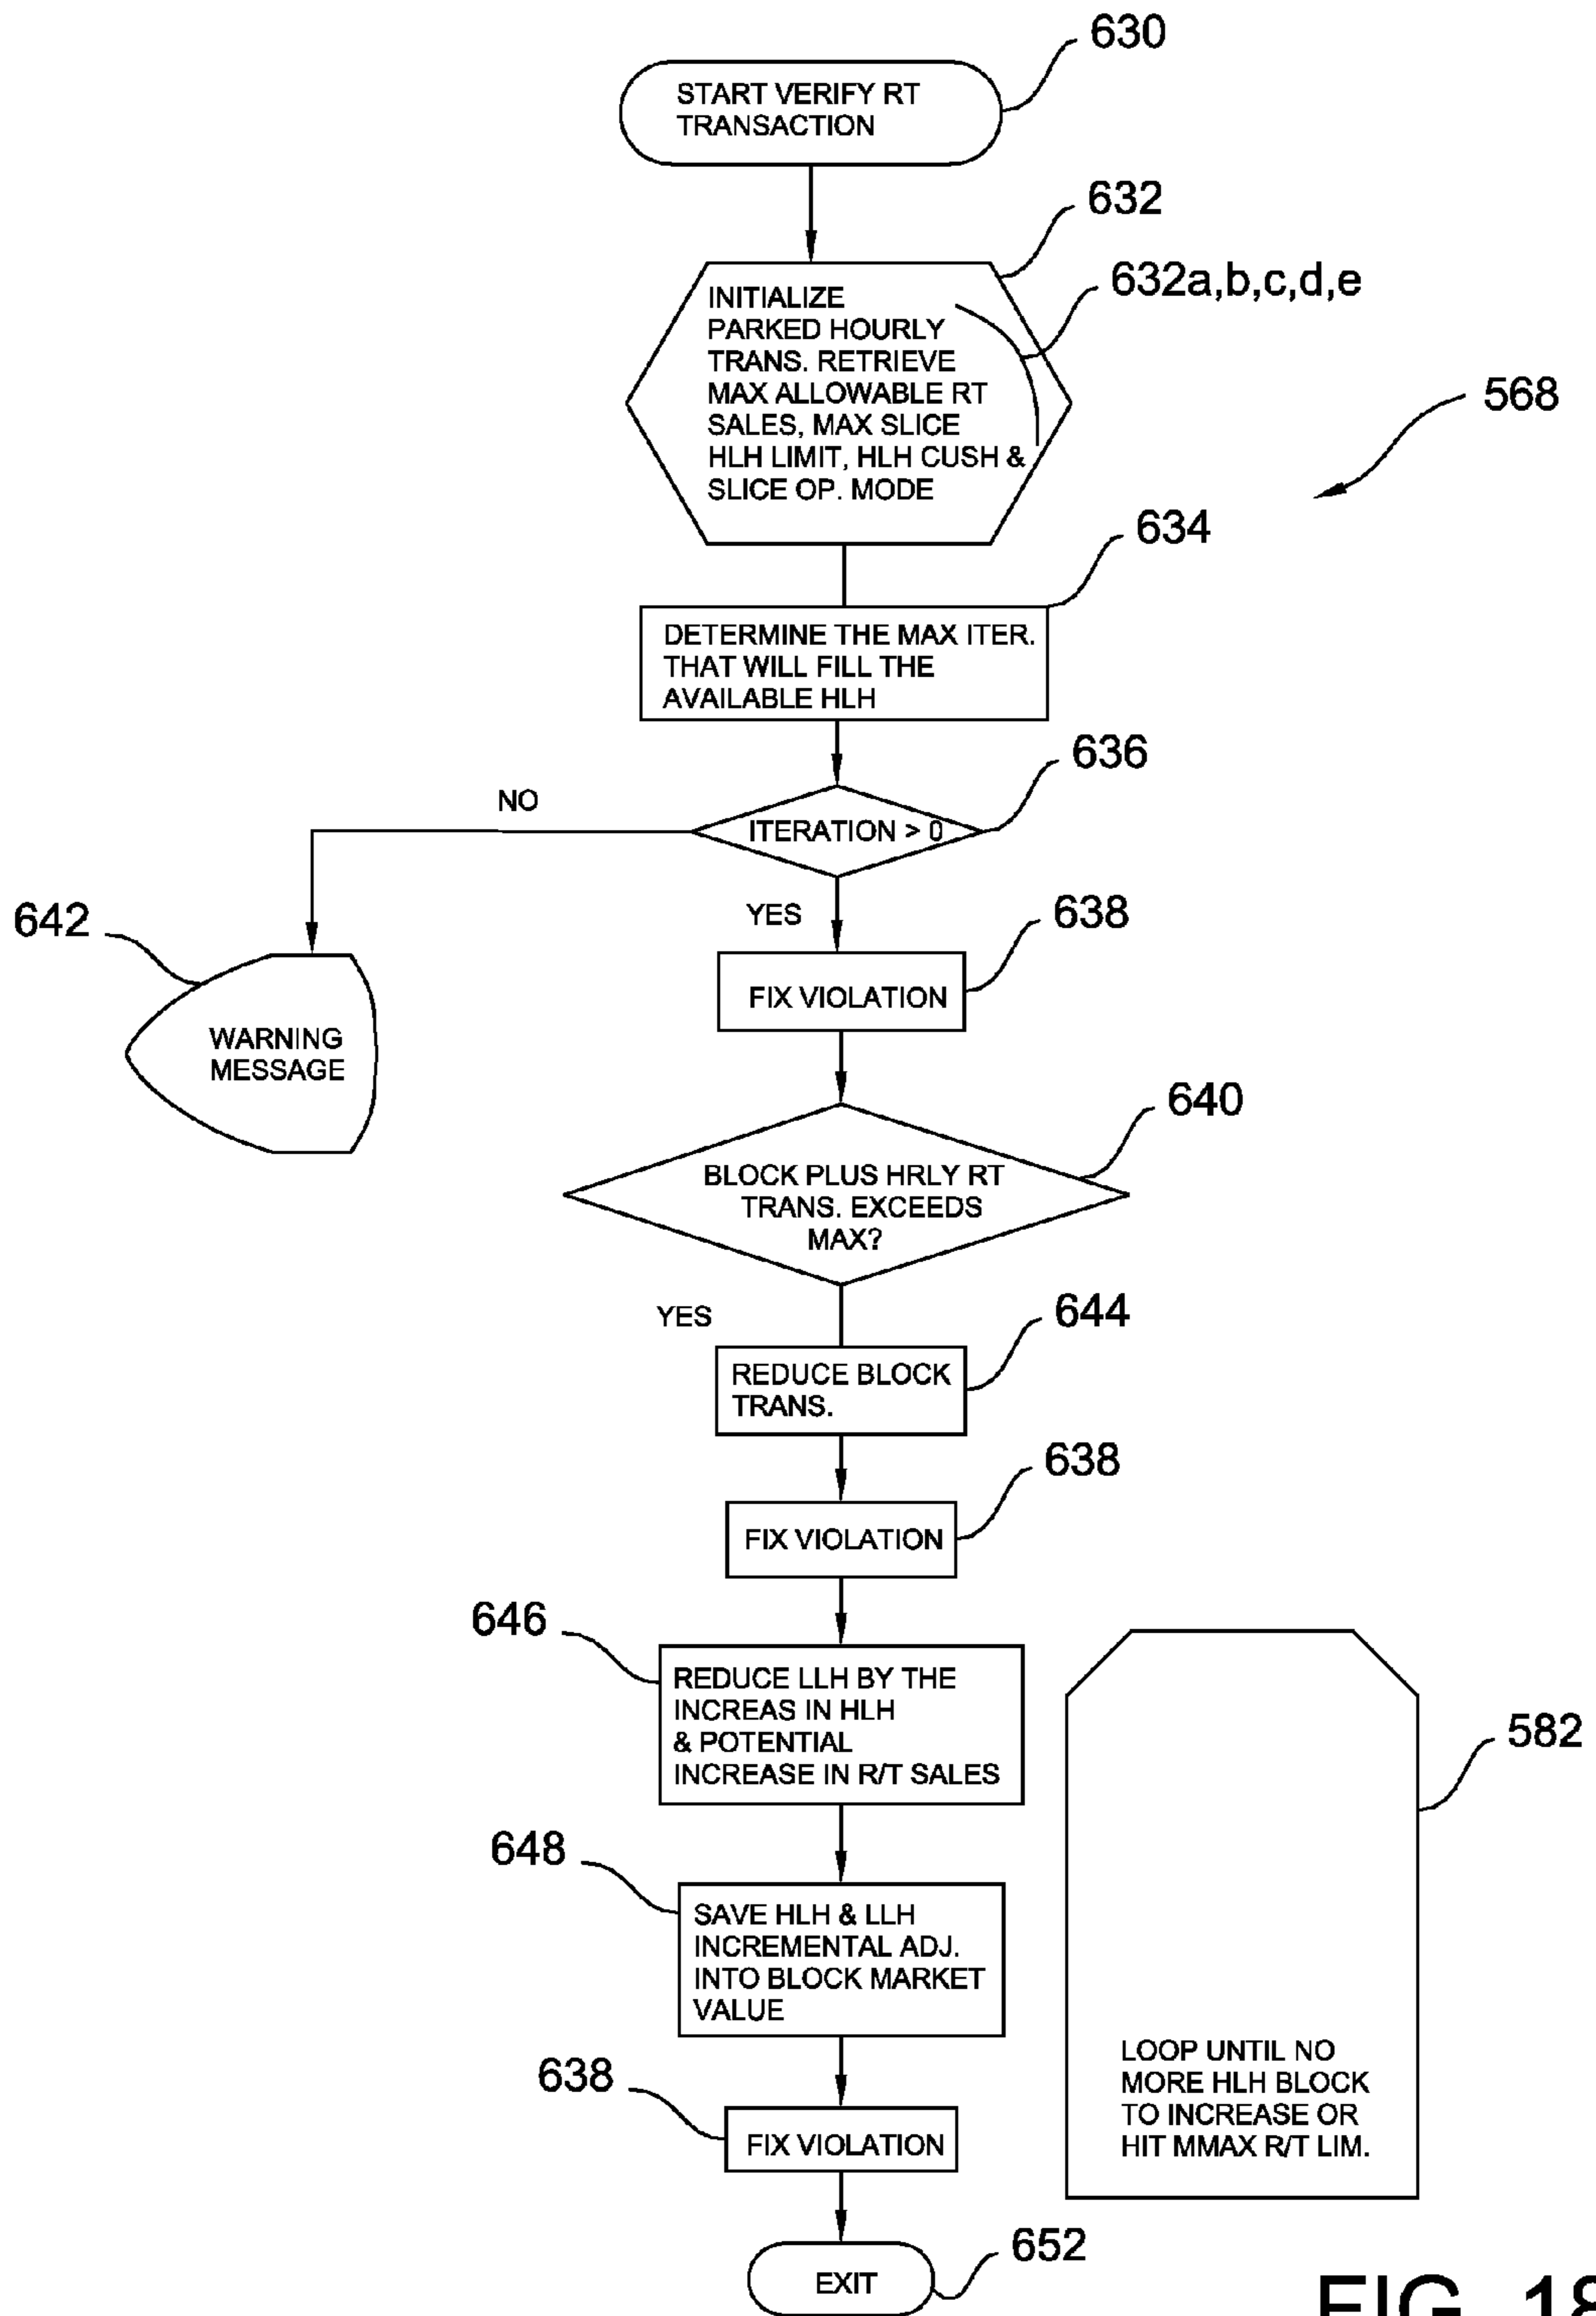 630
START VERIFY RT
TRANSACTION
632
632a,b,c,d,e
INITIALIZE
PARKED HOURLY
TRANS. RETRIEVE
MAX ALLOWABLE RT
SALES, MAX SLICE
HLH LIMIT, HLH CUSH &
SLICE OP. MODE
568
634
DETERMINE THE MAX ITER.
THAT WILL FILL THE
AVAILABLE HLH
636
NO
ITERATION > 0
642
YES
638
WARNING
MESSAGE
FIX VIOLATION
640
BLOCK PLUS HRLY RT
TRANS. EXCEEDS
MAX?
YES
644
REDUCE BLOCK
TRANS.
638
FIX VIOLATION
646
REDUCE LLH BY THE
INCREAS IN HLH
& POTENTIAL
INCREASE IN R/T SALES
582
648
SAVE HLH & LLH
INCREMENTAL ADJ.
INTO BLOCK MARKET
VALUE
LOOP UNTIL NO
MORE HLH BLOCK
TO INCREASE OR
HIT MMAX R/T LIM.
638
FIX VIOLATION
652
EXIT
FIG. 18